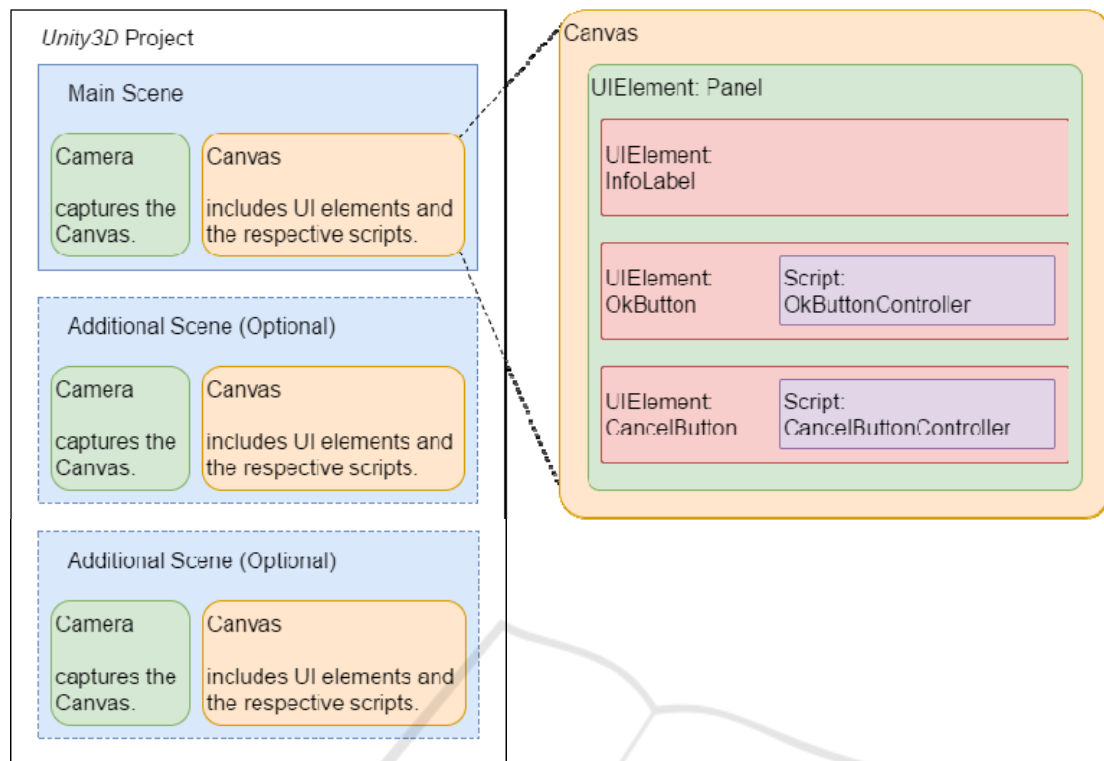 Unity3D Project
Main Scene
Camera
captures the
Canvas.
Canvas
includes UI elements and
the respective scripts.
Additional Scene (Optional)
Camera
captures the
Canvas.
Canvas
includes UI elements and
the respective scripts.
Additional Scene (Optional)
Camera
captures the
Canvas.
Canvas
includes UI elements and
the respective scripts.
Canvas
UIElement: Panel
UIElement:
InfoLabel
UIElement:
OkButton
Script:
OkButtonController
UIElement:
CancelButton
Script:
CancelButtonController